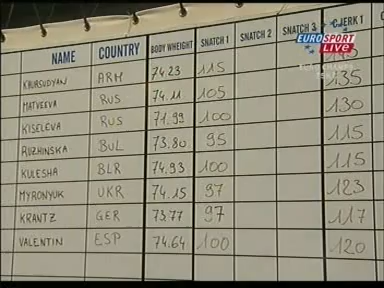 EUROSPORT
LIVE
NAME COUNTRY BODY WHEIGHT SNATCH 1 SNATCH 2 SNATCH 3 CJERK 1
KHURSUDYAN ARM 74.23 115
MATVEEVA RUS 74.11 105 135
KISELEVA RUS 71.99 100 130
RUZHINSKA BUL 73.80 95 115
KULESHA BLR 74.93 100 115
MYRONYUK UKR 74.15 97 123
KRANTZ GER 73.77 97 117
VALENTIN ESP 74.64 100 120